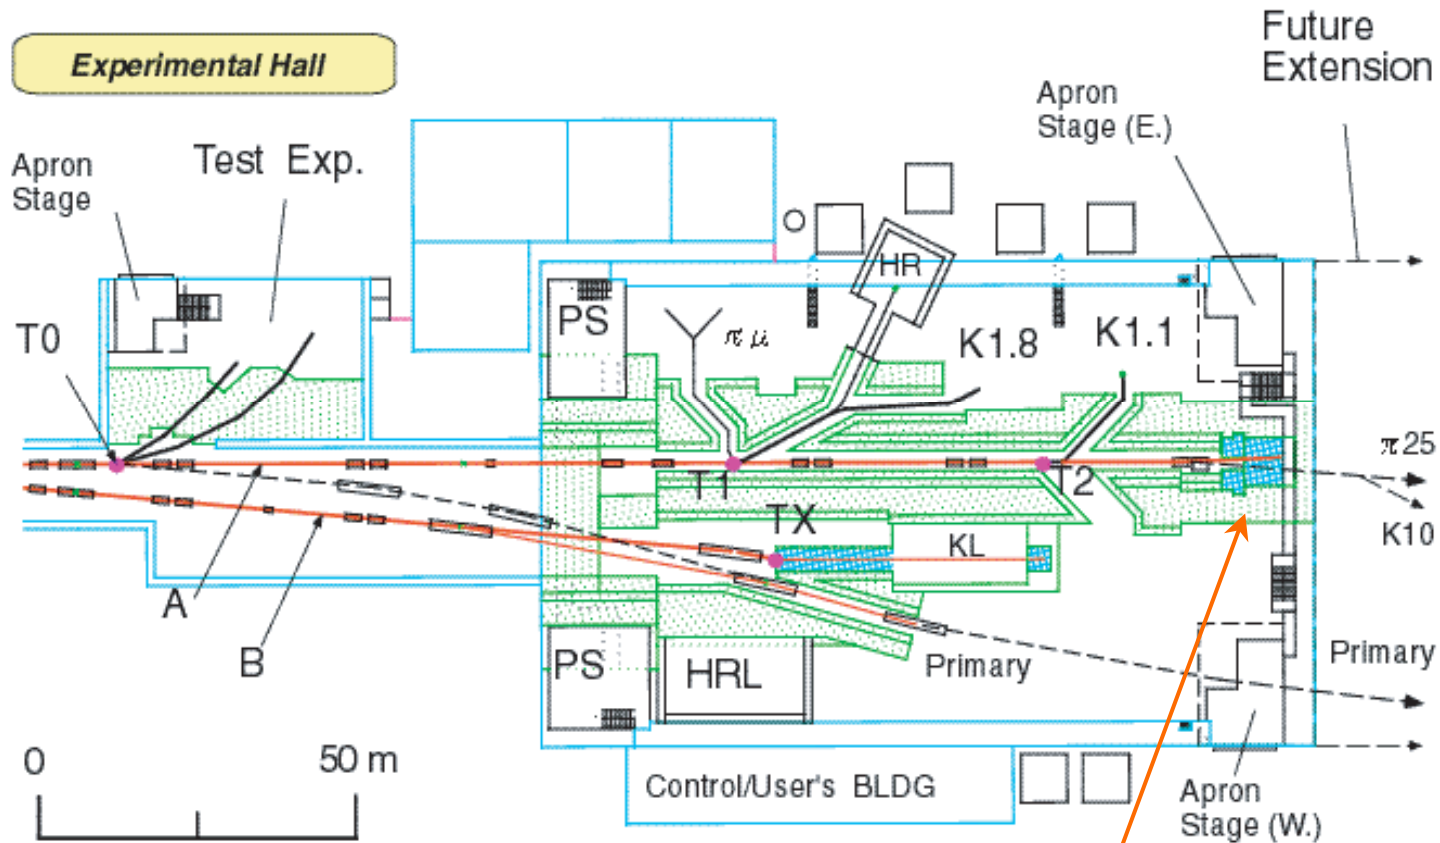 Experimental Hall
Future
Extension
Apron
Stage (E.)
Apron
Stage
Test Exp.
T0
PS
π μ
HR
K1.8
K1.1
T1
T2
π25
K10
TX
KL
A
B
PS
HRL
Primary
Primary
0
50 m
Control/User's BLDG
Apron
Stage (W.)